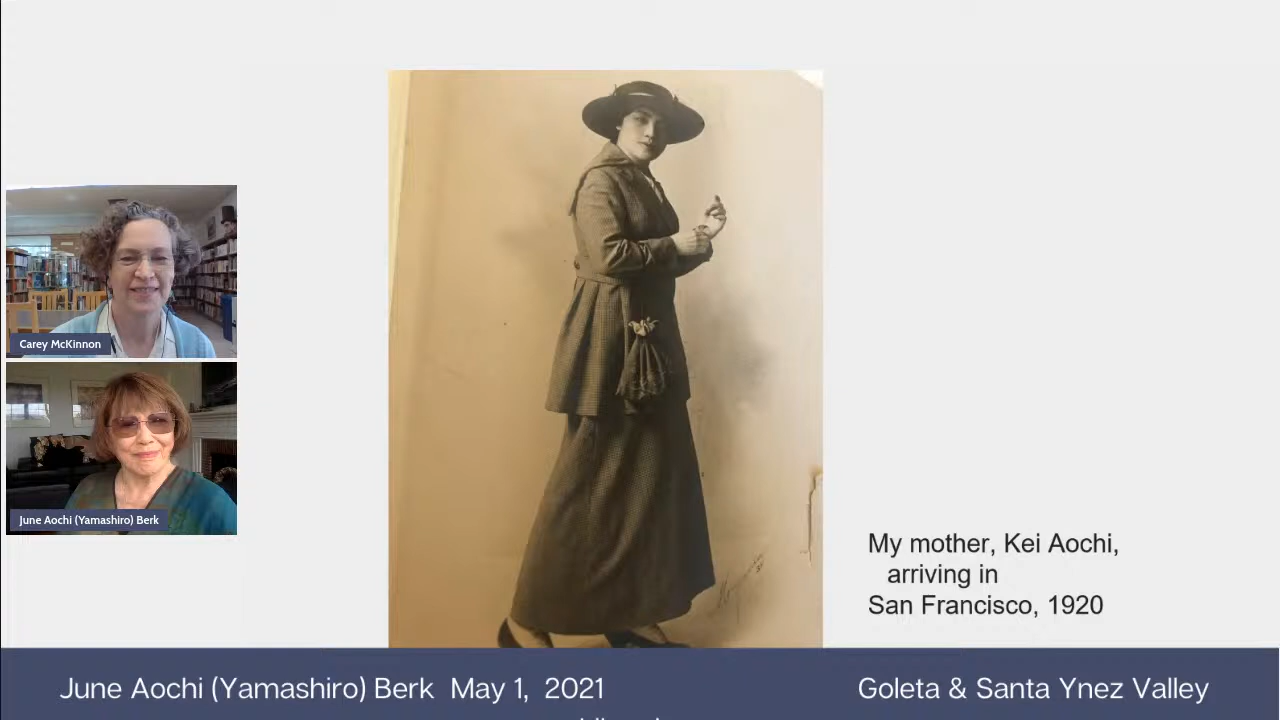 Carey McKinnon
June Aochi (Yamashiro) Berk
My mother, Kei Aochi,
arriving in
San Francisco, 1920
June Aochi (Yamashiro) Berk May 1, 2021
Goleta & Santa Ynez Valley